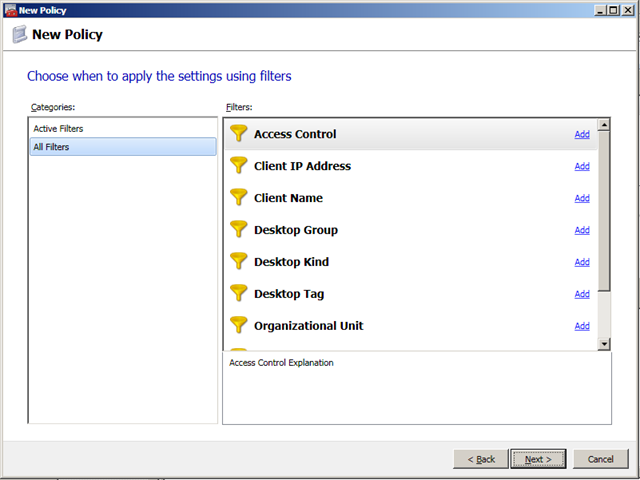 New Policy
New Policy
Choose when to apply the settings using filters
Categories:
Filters:
Active Filters
All Filters
Access Control Add
Client IP Address Add
Client Name Add
Desktop Group Add
Desktop Kind Add
Desktop Tag Add
Organizational Unit Add
Access Control Explanation
< Back
Next >
Cancel